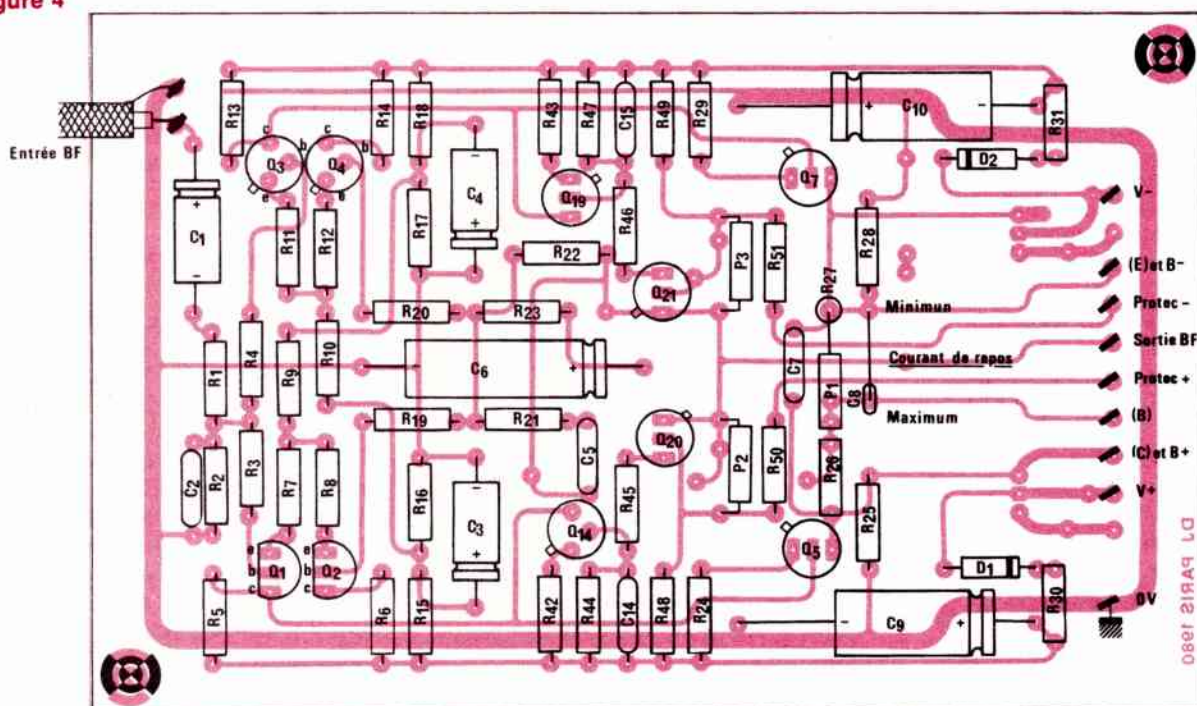 gure 4
Entrée BF
R13
R14
R18
R43
R47
C15
R49
R29
C10
+
-
R31
c
Q3
b
e
c
Q4
b
e
C4
-
+
Q19
Q7
D2
V-
C1
+
-
R11
R12
R17
R46
R22
P3
R51
R28
(E) et B-
Q21
R27
Minimun
Protec -
R20
R23
Sortie BF
R1
R4
R9
R10
-
C6
+
C7
Courant de repos
P1
C8
Protec +
Maximum
(B)
R19
R21
Q20
C2
R2
R3
R7
R8
R16
C3
-
+
C5
R45
P2
R50
R26
R25
(C) et B+
V+
Q14
Q5
e
b
c
Q1
e
b
c
Q2
D1
R5
R6
R15
R42
R44
C14
R48
R24
-
C9
+
R30
0V
D1 PARIS 1980